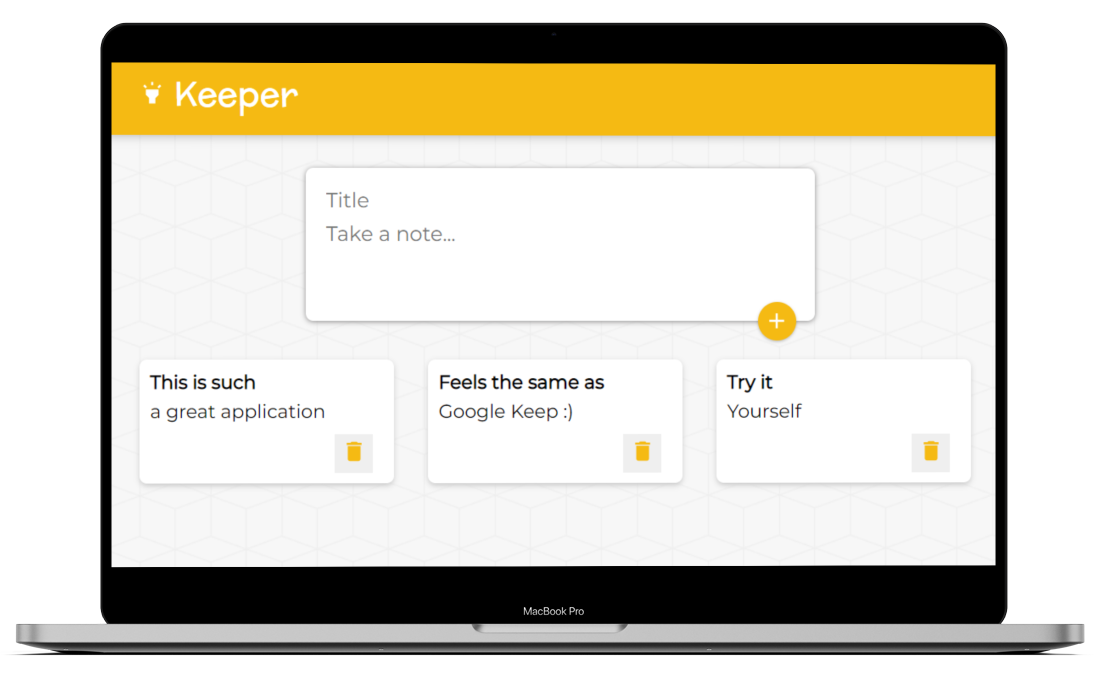 Keeper
Title
Take a note...
This is such
a great application
Feels the same as
Google Keep :)
Try it
Yourself
MacBook Pro